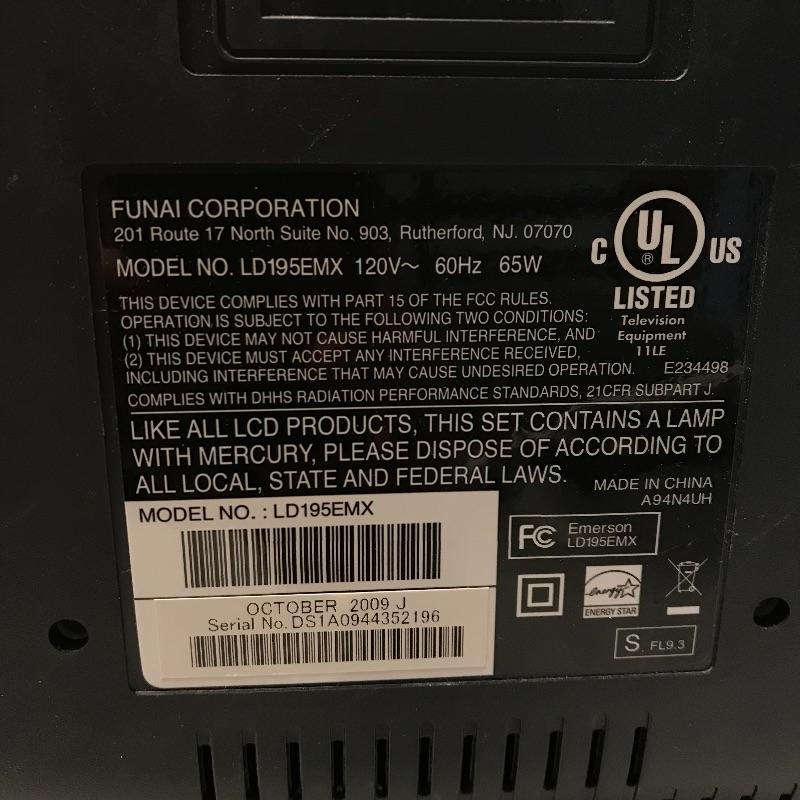 FUNAI CORPORATION
201 Route 17 North Suite No. 903, Rutherford, NJ. 07070
MODEL NO. LD195EMX 120V~ 60Hz 65W
C UL ® US
LISTED
Television
Equipment
11LE
E234498
THIS DEVICE COMPLIES WITH PART 15 OF THE FCC RULES.
OPERATION IS SUBJECT TO THE FOLLOWING TWO CONDITIONS:
(1) THIS DEVICE MAY NOT CAUSE HARMFUL INTERFERENCE, AND
(2) THIS DEVICE MUST ACCEPT ANY INTERFERENCE RECEIVED,
INCLUDING INTERFERENCE THAT MAY CAUSE UNDESIRED OPERATION.
COMPLIES WITH DHHS RADIATION PERFORMANCE STANDARDS, 21CFR SUBPART J.
LIKE ALL LCD PRODUCTS, THIS SET CONTAINS A LAMP
WITH MERCURY, PLEASE DISPOSE OF ACCORDING TO
ALL LOCAL, STATE AND FEDERAL LAWS.
MADE IN CHINA
A94N4UH
MODEL NO. : LD195EMX
OCTOBER 2009 J
Serial No. DS1A0944352196
FC Emerson
LD195EMX
energy
ENERGY STAR
S FL9.3